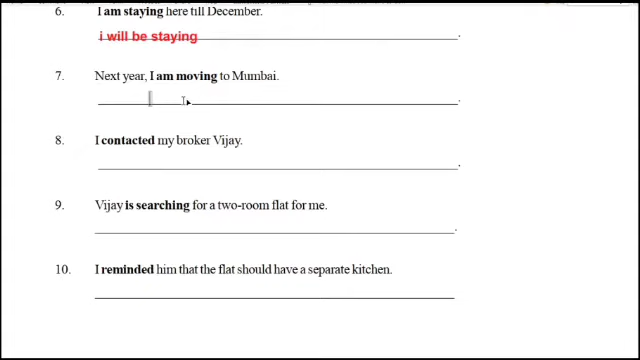 6. I am staying here till December.
i will be staying
7. Next year, I am moving to Mumbai.
8. I contacted my broker Vijay.
9. Vijay is searching for a two-room flat for me.
10. I reminded him that the flat should have a separate kitchen.